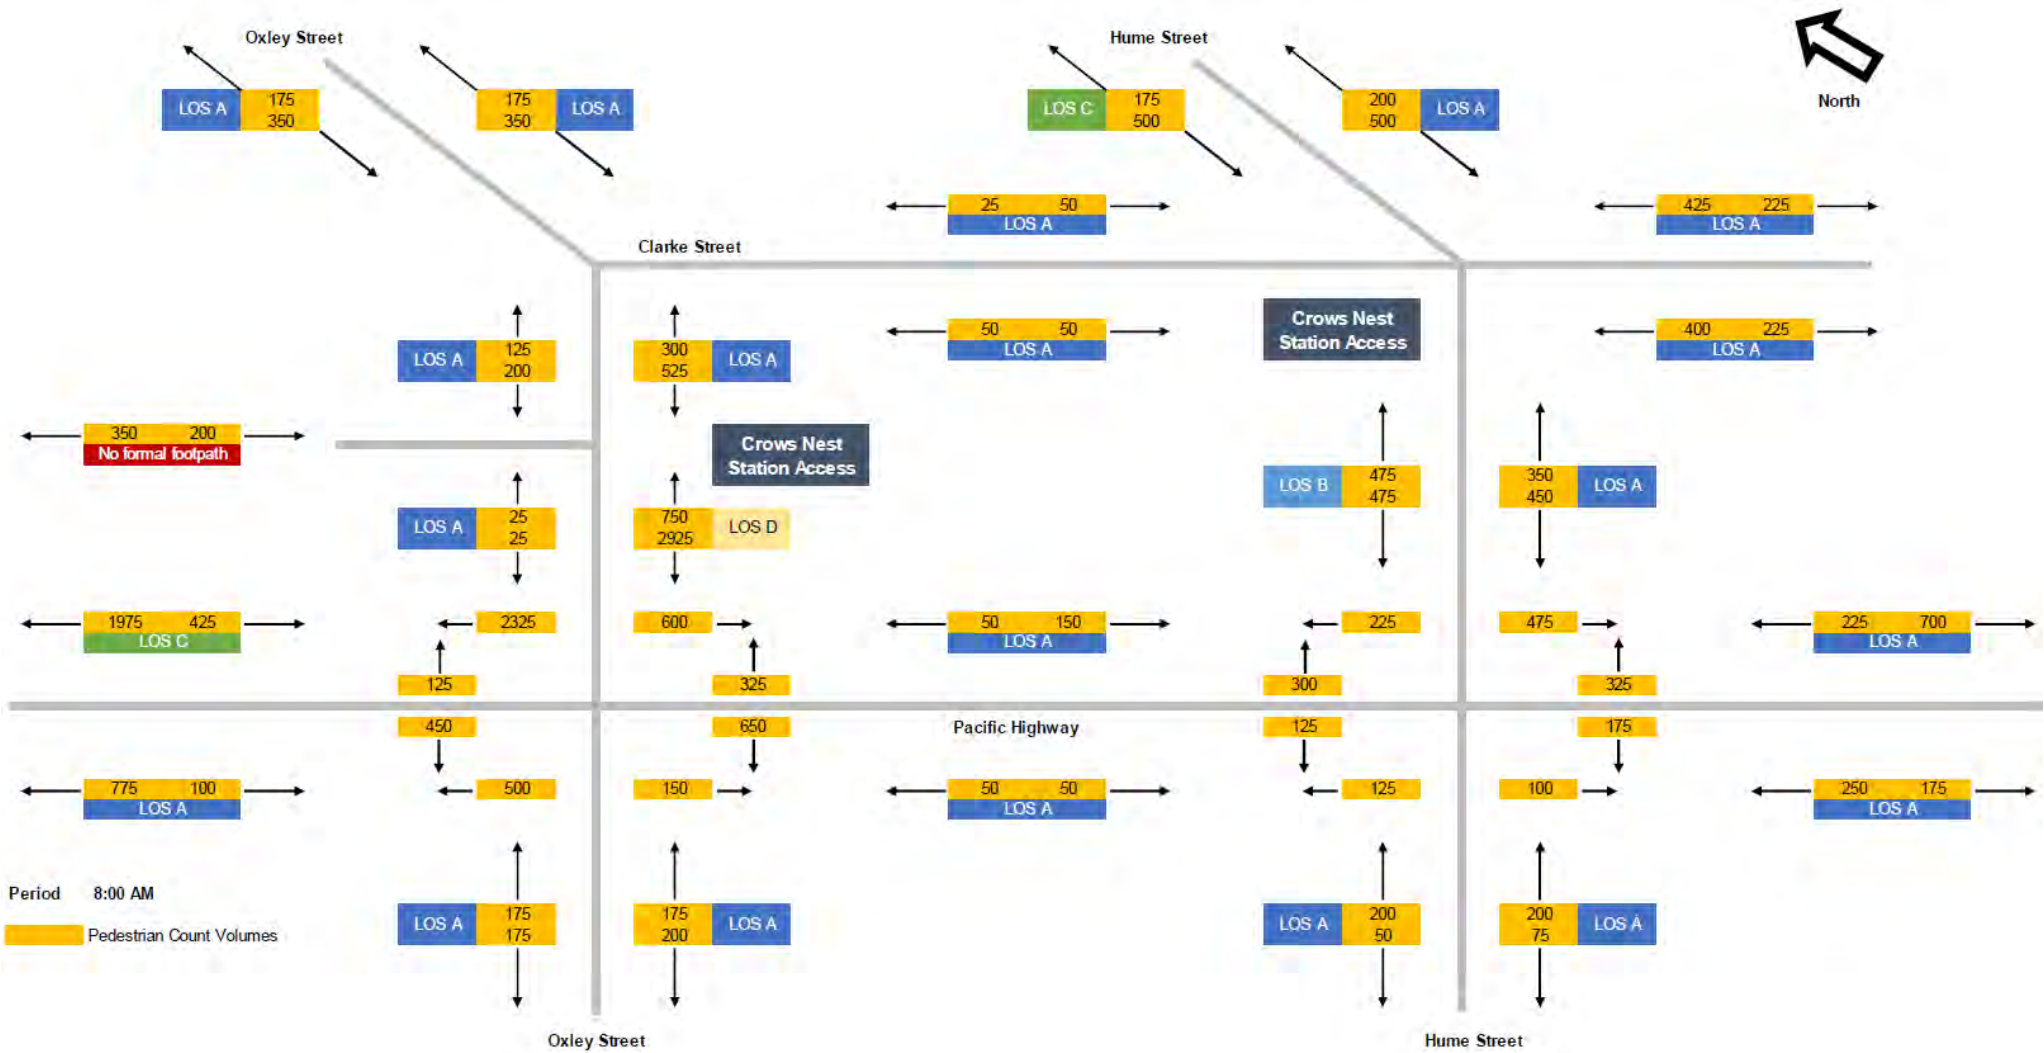 Oxley Street
Hume Street
North
LOS A 175 350
175 350 LOS A
LOS C 175 500
200 500 LOS A
25 50
LOS A
425 225
LOS A
Clarke Street
50 50
LOS A
Crows Nest
Station Access
400 225
LOS A
LOS A 125 200
300 525 LOS A
350 200
No formal footpath
Crows Nest
Station Access
LOS A 25 25
750 2925 LOS D
LOS B 475 475
350 450 LOS A
1975 425
LOS C
2325
600
50 150
LOS A
225
475
225 700
LOS A
125
325
300
325
450
650
Pacific Highway
125
175
775 100
LOS A
500
150
50 50
LOS A
125
100
250 175
LOS A
Period 8:00 AM
Pedestrian Count Volumes
LOS A 175 175
175 200 LOS A
LOS A 200 50
200 75 LOS A
Oxley Street
Hume Street